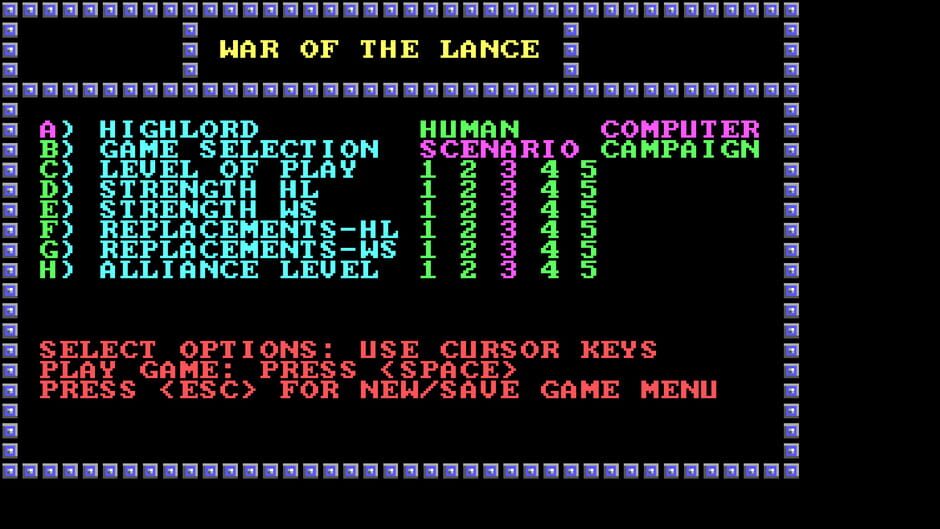 WAR OF THE LANCE
A) HIGHLORD HUMAN COMPUTER
B) GAME SELECTION SCENARIO CAMPAIGN
C) LEVEL OF PLAY 1 2 3 4 5
D) STRENGTH HL 1 2 3 4 5
E) STRENGTH WS 1 2 3 4 5
F) REPLACEMENTS-HL 1 2 3 4 5
G) REPLACEMENTS-WS 1 2 3 4 5
H) ALLIANCE LEVEL 1 2 3 4 5
SELECT OPTIONS: USE CURSOR KEYS
PLAY GAME: PRESS <SPACE>
PRESS <ESC> FOR NEW/SAVE GAME MENU